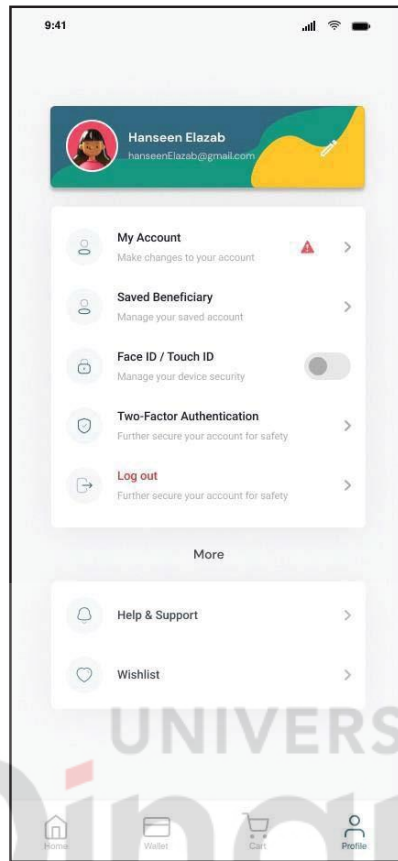 9:41
Hanseen Elazab
hanseenElazab@gmail.com
My Account
Make changes to your account
Saved Beneficiary
Manage your saved account
Face ID / Touch ID
Manage your device security
Two-Factor Authentication
Further secure your account for safety
Log out
Further secure your account for safety
More
Help & Support
Wishlist
UNIVERS
Home
Wallet
Cart
Profile